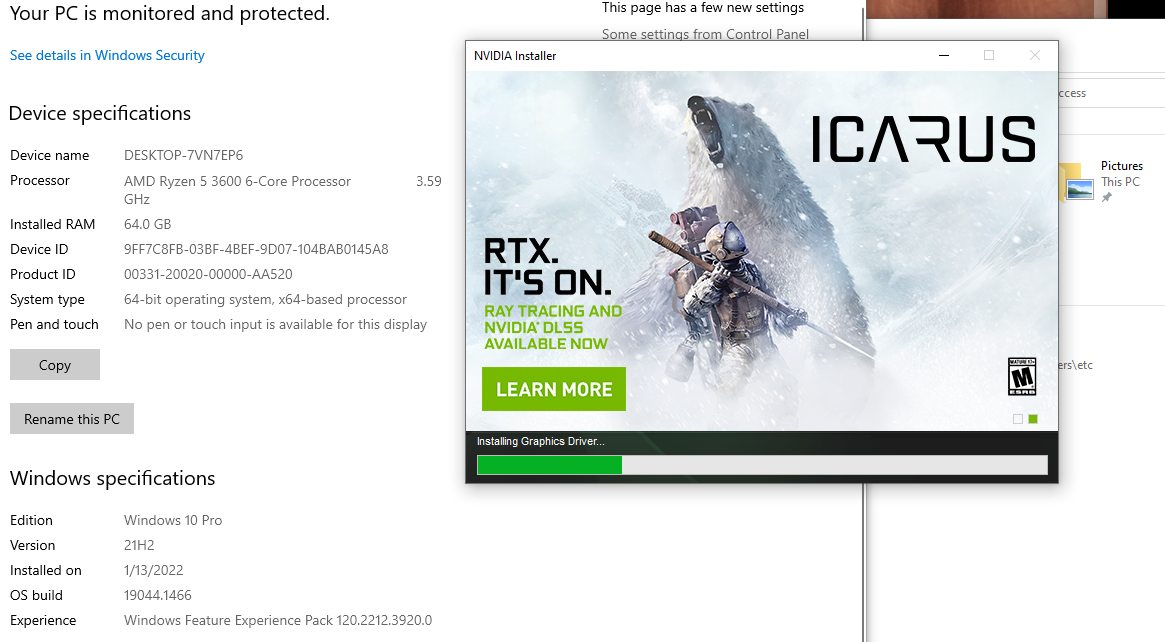 Your PC is monitored and protected.
See details in Windows Security
Device specifications
Device name DESKTOP-7VN7EP6
Processor AMD Ryzen 5 3600 6-Core Processor 3.59
GHz
Installed RAM 64.0 GB
Device ID 9FF7C8FB-03BF-4BEF-9D07-104BAB0145A8
Product ID 00331-20020-00000-AA520
System type 64-bit operating system, x64-based processor
Pen and touch No pen or touch input is available for this display
Copy
Rename this PC
Windows specifications
Edition Windows 10 Pro
Version 21H2
Installed on 1/13/2022
OS build 19044.1466
Experience Windows Feature Experience Pack 120.2212.3920.0
This page has a few new settings
Some settings from Control Panel
NVIDIA Installer
ICARUS
RTX.
IT'S ON.
RAY TRACING AND
NVIDIA DLSS
AVAILABLE NOW
LEARN MORE
MATURE 17+
M
ESRB
Installing Graphics Driver...
ccess
Pictures
This PC
ers\etc